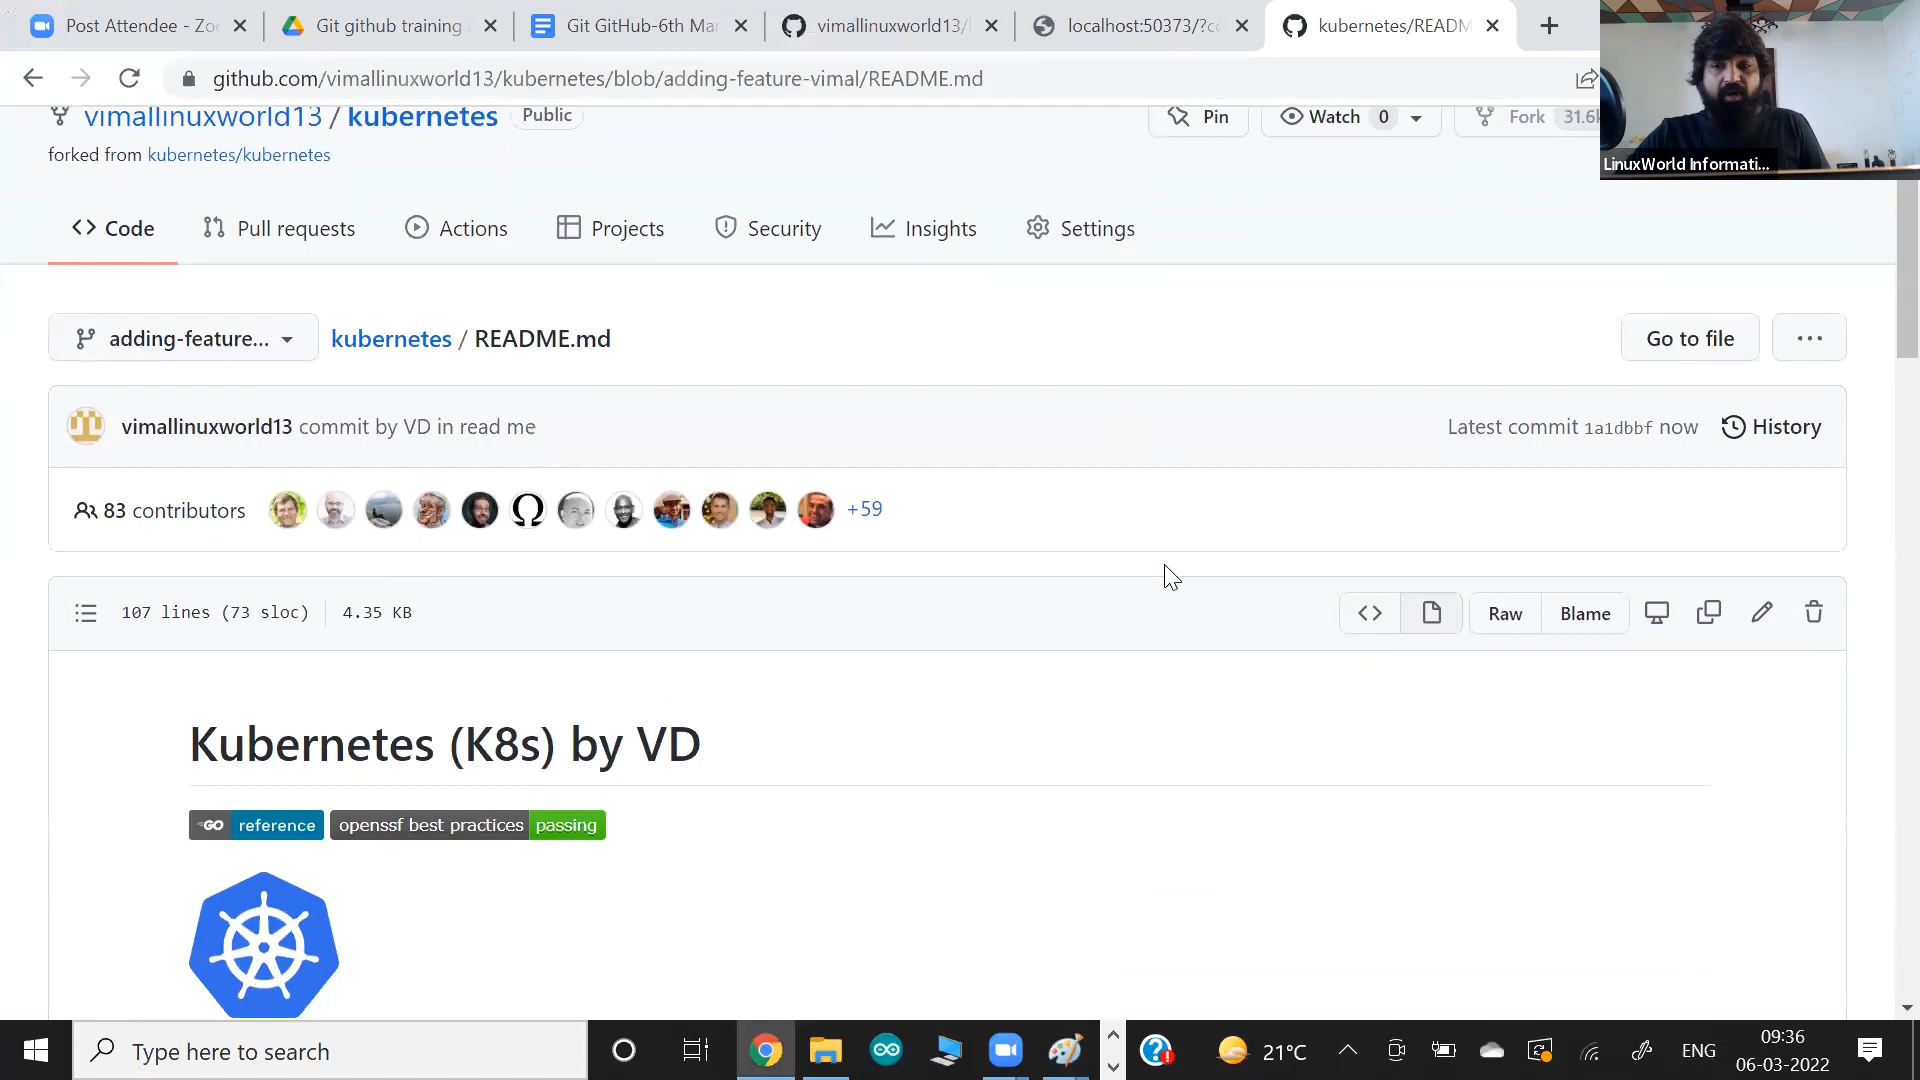 Post Attendee - Zo
Git github training
Git GitHub-6th Mar
vimallinuxworld13/
localhost:50373/?c
kubernetes/READM
github.com/vimallinuxworld13/kubernetes/blob/adding-feature-vimal/README.md
vimallinuxworld13 / kubernetes Public
Pin
Watch 0
Fork 31.6k
LinuxWorld Informati...
forked from kubernetes/kubernetes
Code
Pull requests
Actions
Projects
Security
Insights
Settings
adding-feature...
kubernetes / README.md
Go to file
vimallinuxworld13 commit by VD in read me
Latest commit 1a1dbbf now
History
83 contributors
+59
107 lines (73 sloc) 4.35 KB
Raw
Blame
Kubernetes (K8s) by VD
GO reference
openssf best practices passing
Type here to search
21°C
ENG
09:36
06-03-2022